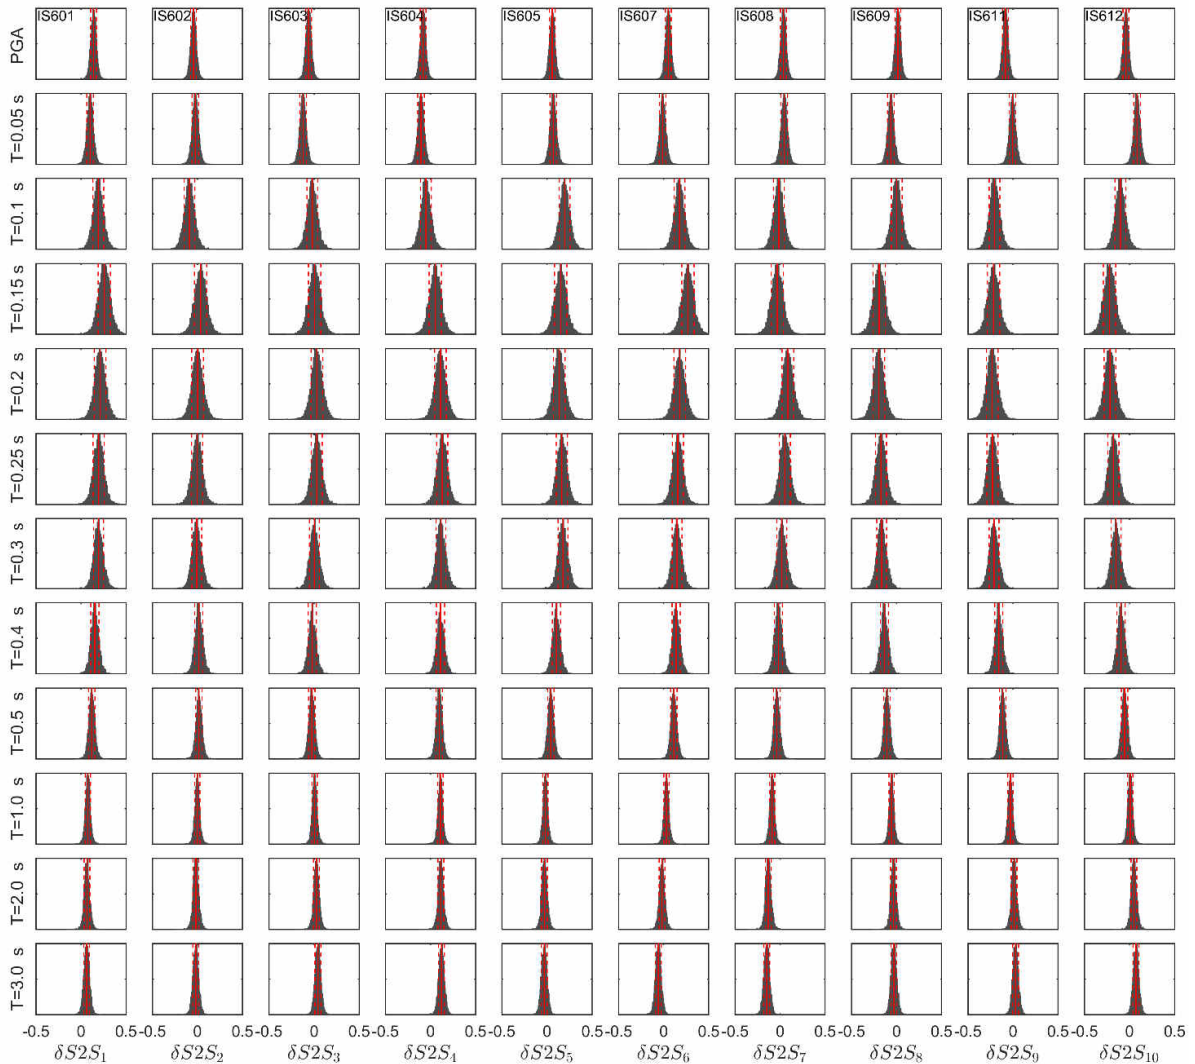 IS601 IS602 IS603 IS604 IS605 IS607 IS608 IS609 IS611 IS612
PGA
T=0.05 s
T=0.1 s
T=0.15 s
T=0.2 s
T=0.25 s
T=0.3 s
T=0.4 s
T=0.5 s
T=1.0 s
T=2.0 s
T=3.0 s
-0.5 0 0.5 -0.5 0 0.5 -0.5 0 0.5 -0.5 0 0.5 -0.5 0 0.5 -0.5 0 0.5 -0.5 0 0.5 -0.5 0 0.5 -0.5 0 0.5 -0.5 0 0.5
δS2S₁ δS2S₂ δS2S₃ δS2S₄ δS2S₅ δS2S₆ δS2S₇ δS2S₈ δS2S₉ δS2S₁₀